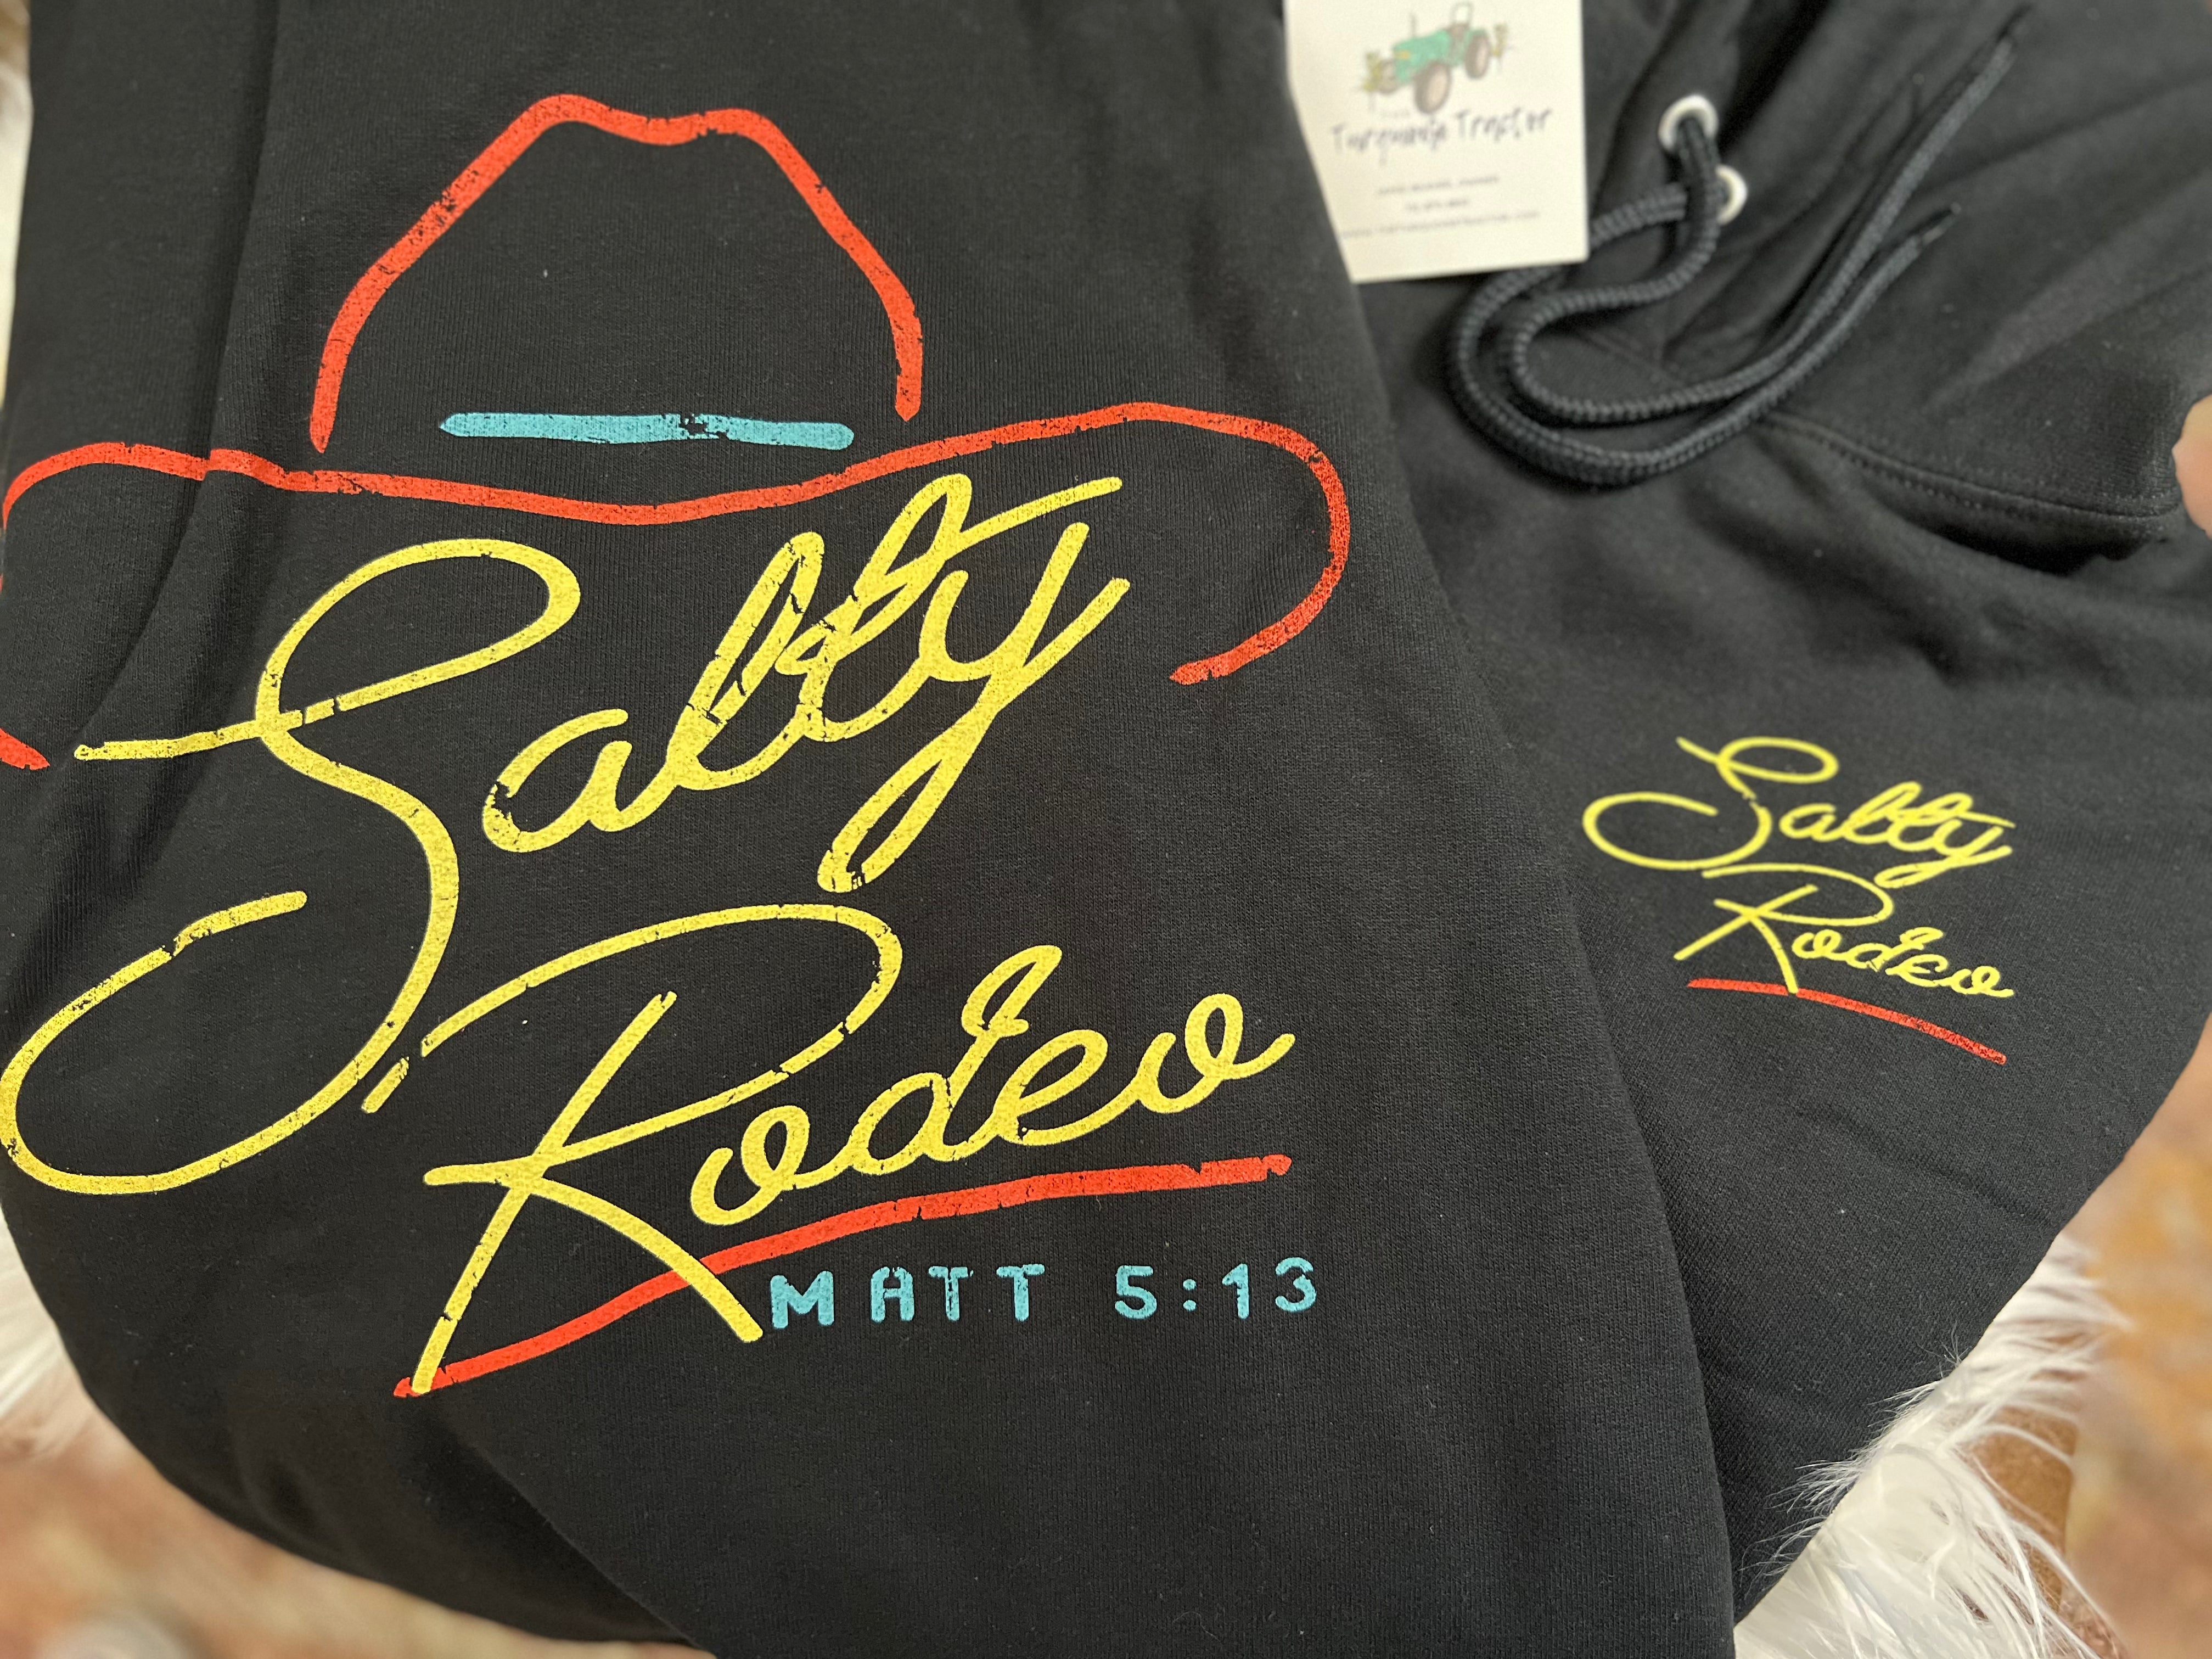 Turquoise Tractor
Salty
Rodeo
MATT 5:13
Salty
Rodeo